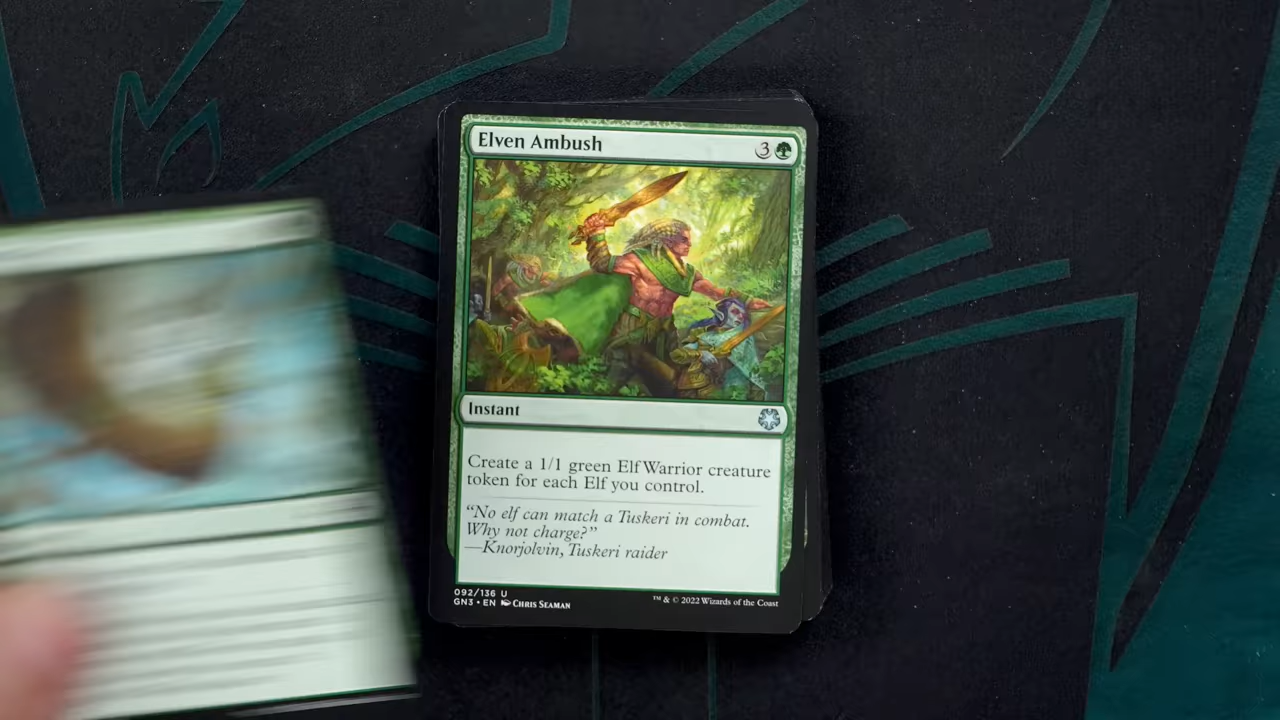 Elven Ambush 3
Instant
Create a 1/1 green Elf Warrior creature
token for each Elf you control.
“No elf can match a Tuskeri in combat.
Why not charge?”
—Knorjolvin, Tuskeri raider
092/136 U
GN3 • EN Chris Seaman ™ & © 2022 Wizards of the Coast